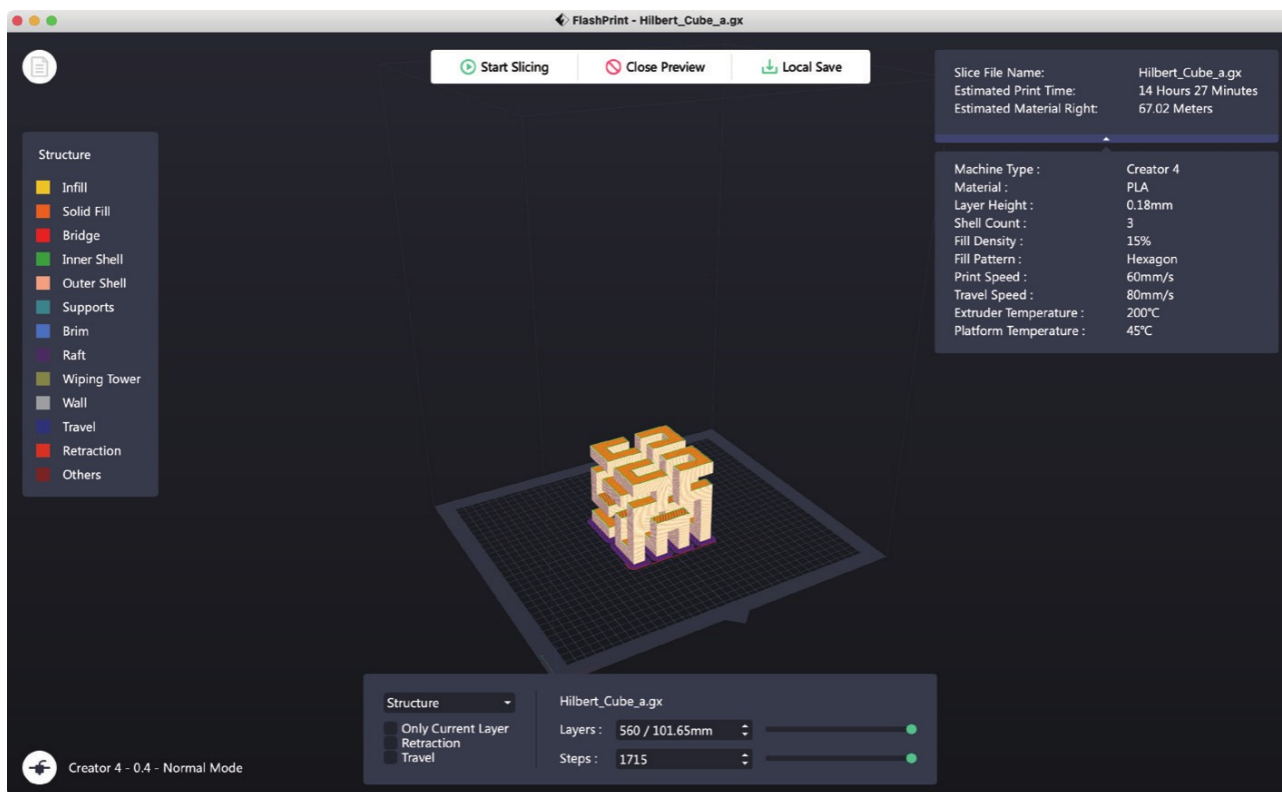 FlashPrint - Hilbert_Cube_a.gx
Start Slicing
Close Preview
Local Save
Slice File Name: Hilbert_Cube_a.gx
Estimated Print Time: 14 Hours 27 Minutes
Estimated Material Right: 67.02 Meters
Machine Type : Creator 4
Material : PLA
Layer Height : 0.18mm
Shell Count : 3
Fill Density : 15%
Fill Pattern : Hexagon
Print Speed : 60mm/s
Travel Speed : 80mm/s
Extruder Temperature : 200℃
Platform Temperature : 45℃
Structure
Infill
Solid Fill
Bridge
Inner Shell
Outer Shell
Supports
Brim
Raft
Wiping Tower
Wall
Travel
Retraction
Others
Structure
Only Current Layer
Retraction
Travel
Hilbert_Cube_a.gx
Layers : 560 / 101.65mm
Steps : 1715
Creator 4 - 0.4 - Normal Mode